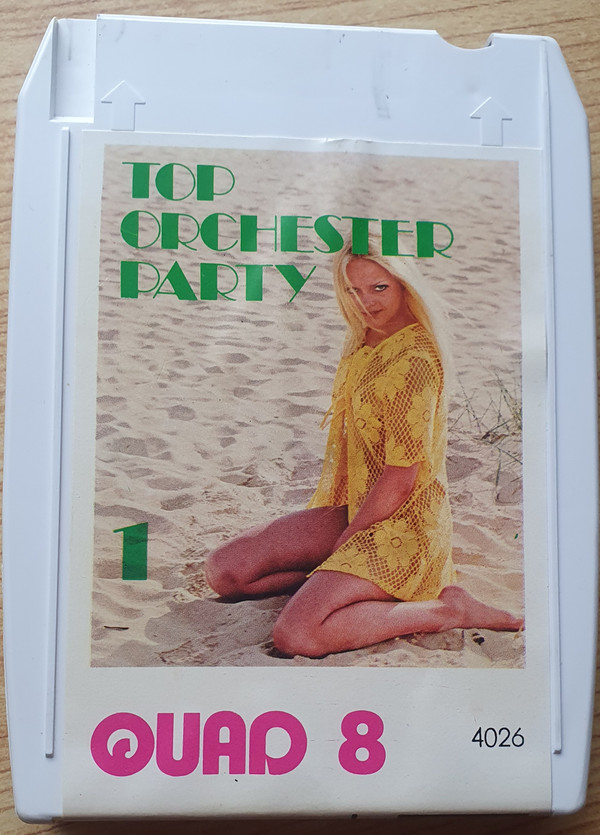 TOP
ORCHESTER
PARTY
1
QUAD 8
4026